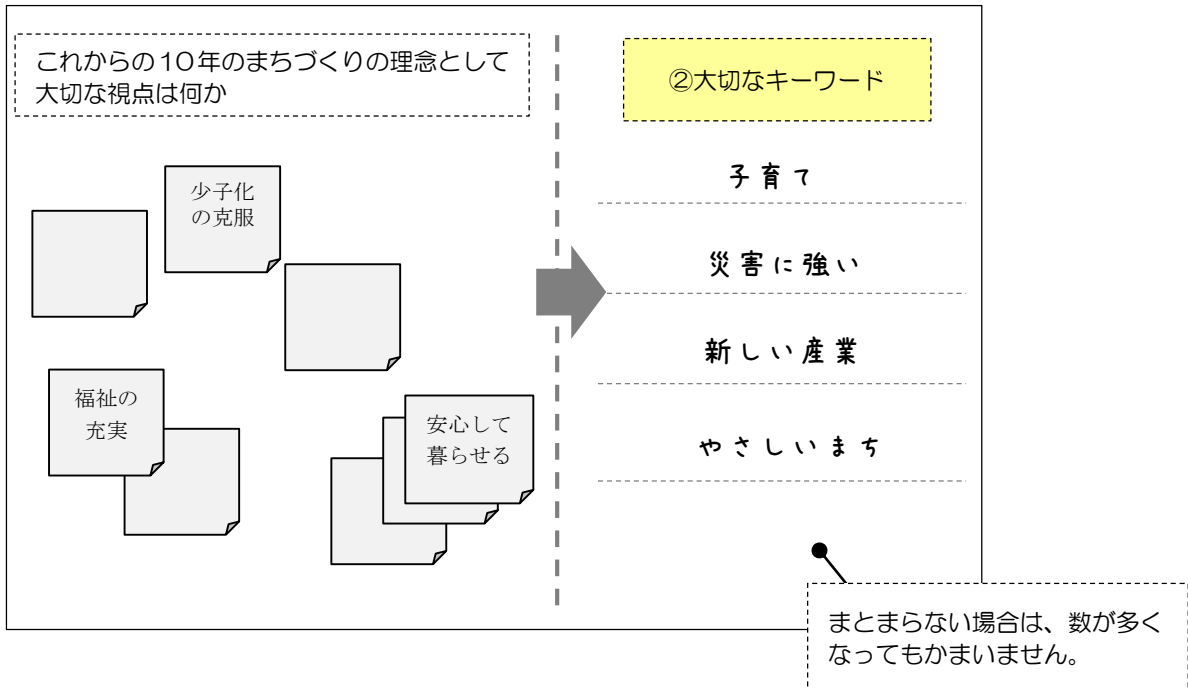 これからの10年のまちづくりの理念として
大切な視点は何か
少子化
の克服
福祉の
充実
安心して
暮らせる
②大切なキーワード
子育て
災害に強い
新しい産業
やさしいまち
まとまらない場合は、数が多く
なってもかまいません。